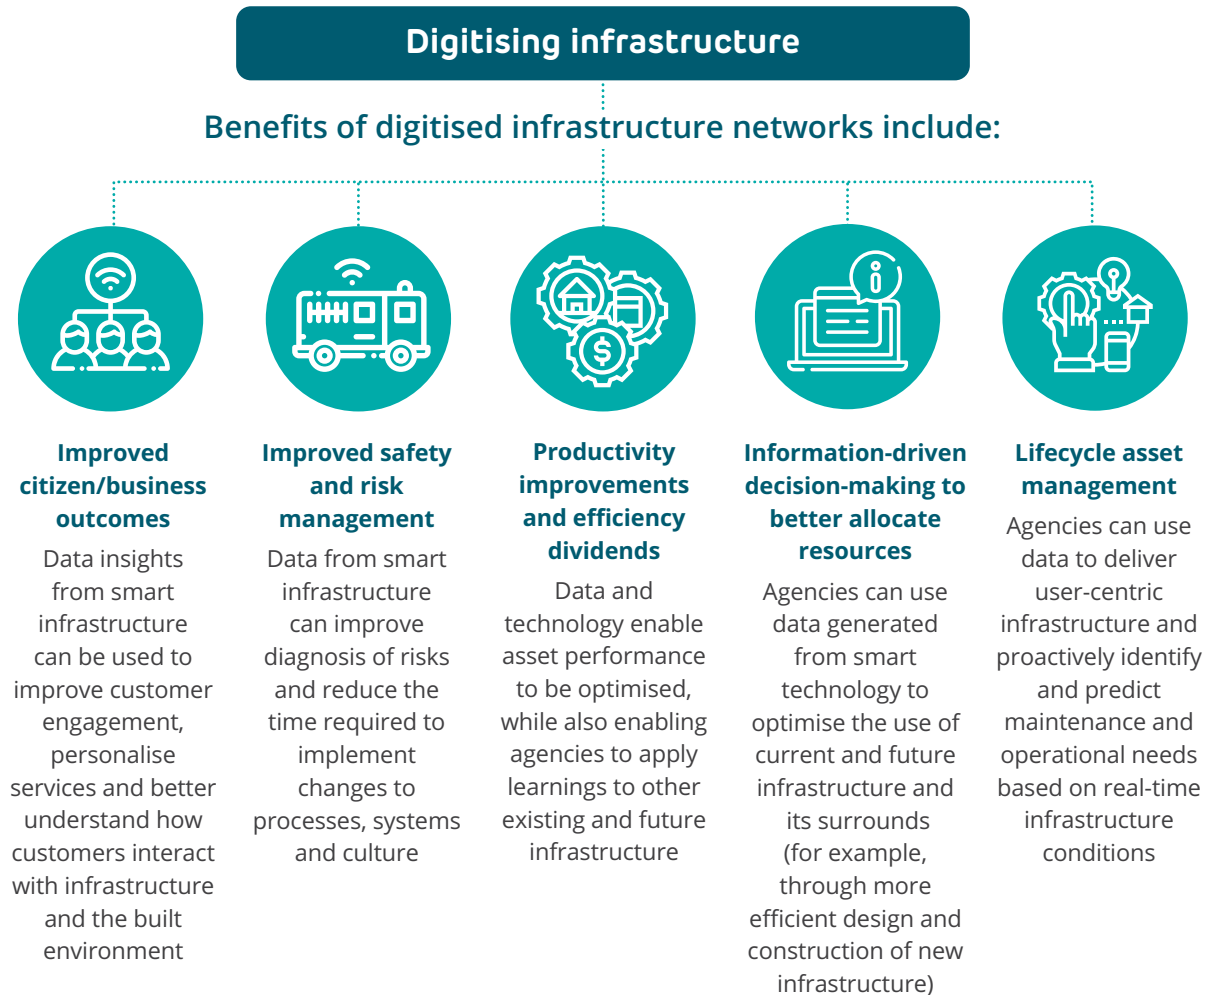 Digitising infrastructure
Benefits of digitised infrastructure networks include:
Improved
citizen/business
outcomes
Data insights
from smart
infrastructure
can be used to
improve customer
engagement,
personalise
services and better
understand how
customers interact
with infrastructure
and the built
environment
Improved safety
and risk
management
Data from smart
infrastructure
can improve
diagnosis of risks
and reduce the
time required to
implement
changes to
processes, systems
and culture
Productivity
improvements
and efficiency
dividends
Data and
technology enable
asset performance
to be optimised,
while also enabling
agencies to apply
learnings to other
existing and future
infrastructure
Information-driven
decision-making to
better allocate
resources
Agencies can use
data generated
from smart
technology to
optimise the use of
current and future
infrastructure and
its surrounds
(for example,
through more
efficient design and
construction of new
infrastructure)
Lifecycle asset
management
Agencies can use
data to deliver
user-centric
infrastructure and
proactively identify
and predict
maintenance and
operational needs
based on real-time
infrastructure
conditions